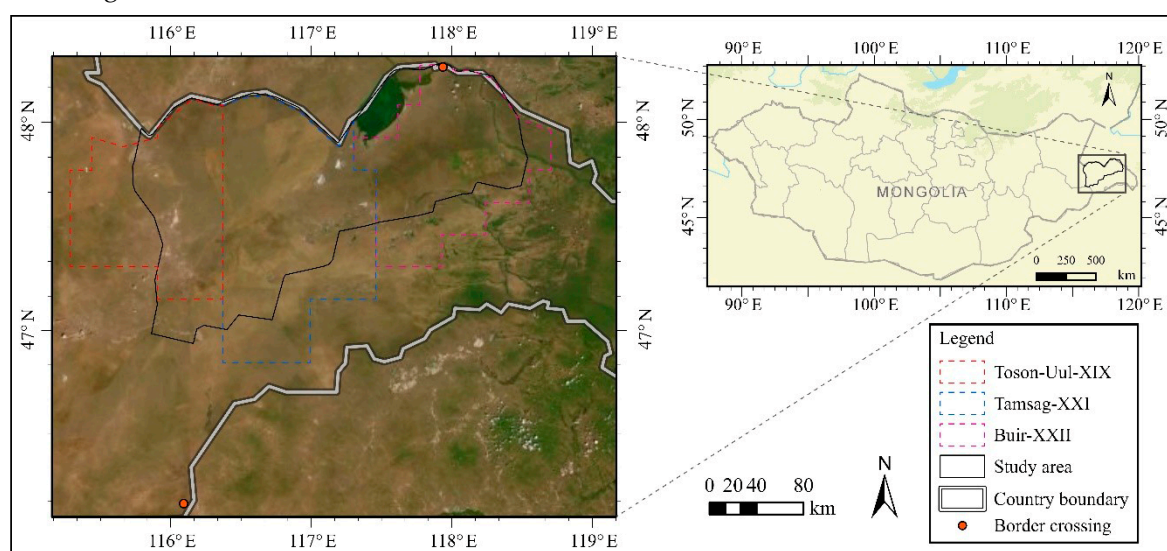 116° E 117° E 118° E 119° E
48° N
47° N
48° N
47° N
116° E 117° E 118° E 119° E
0 20 40 80
km
N
90° E 100° E 110° E 120° E
50° N
45° N
50° N
45° N
N
MONGOLIA
0 250 500
km
90° E 100° E 110° E 120° E
Legend
Toson-Uul-XIX
Tamsag-XXI
Buir-XXII
Study area
Country boundary
Border crossing